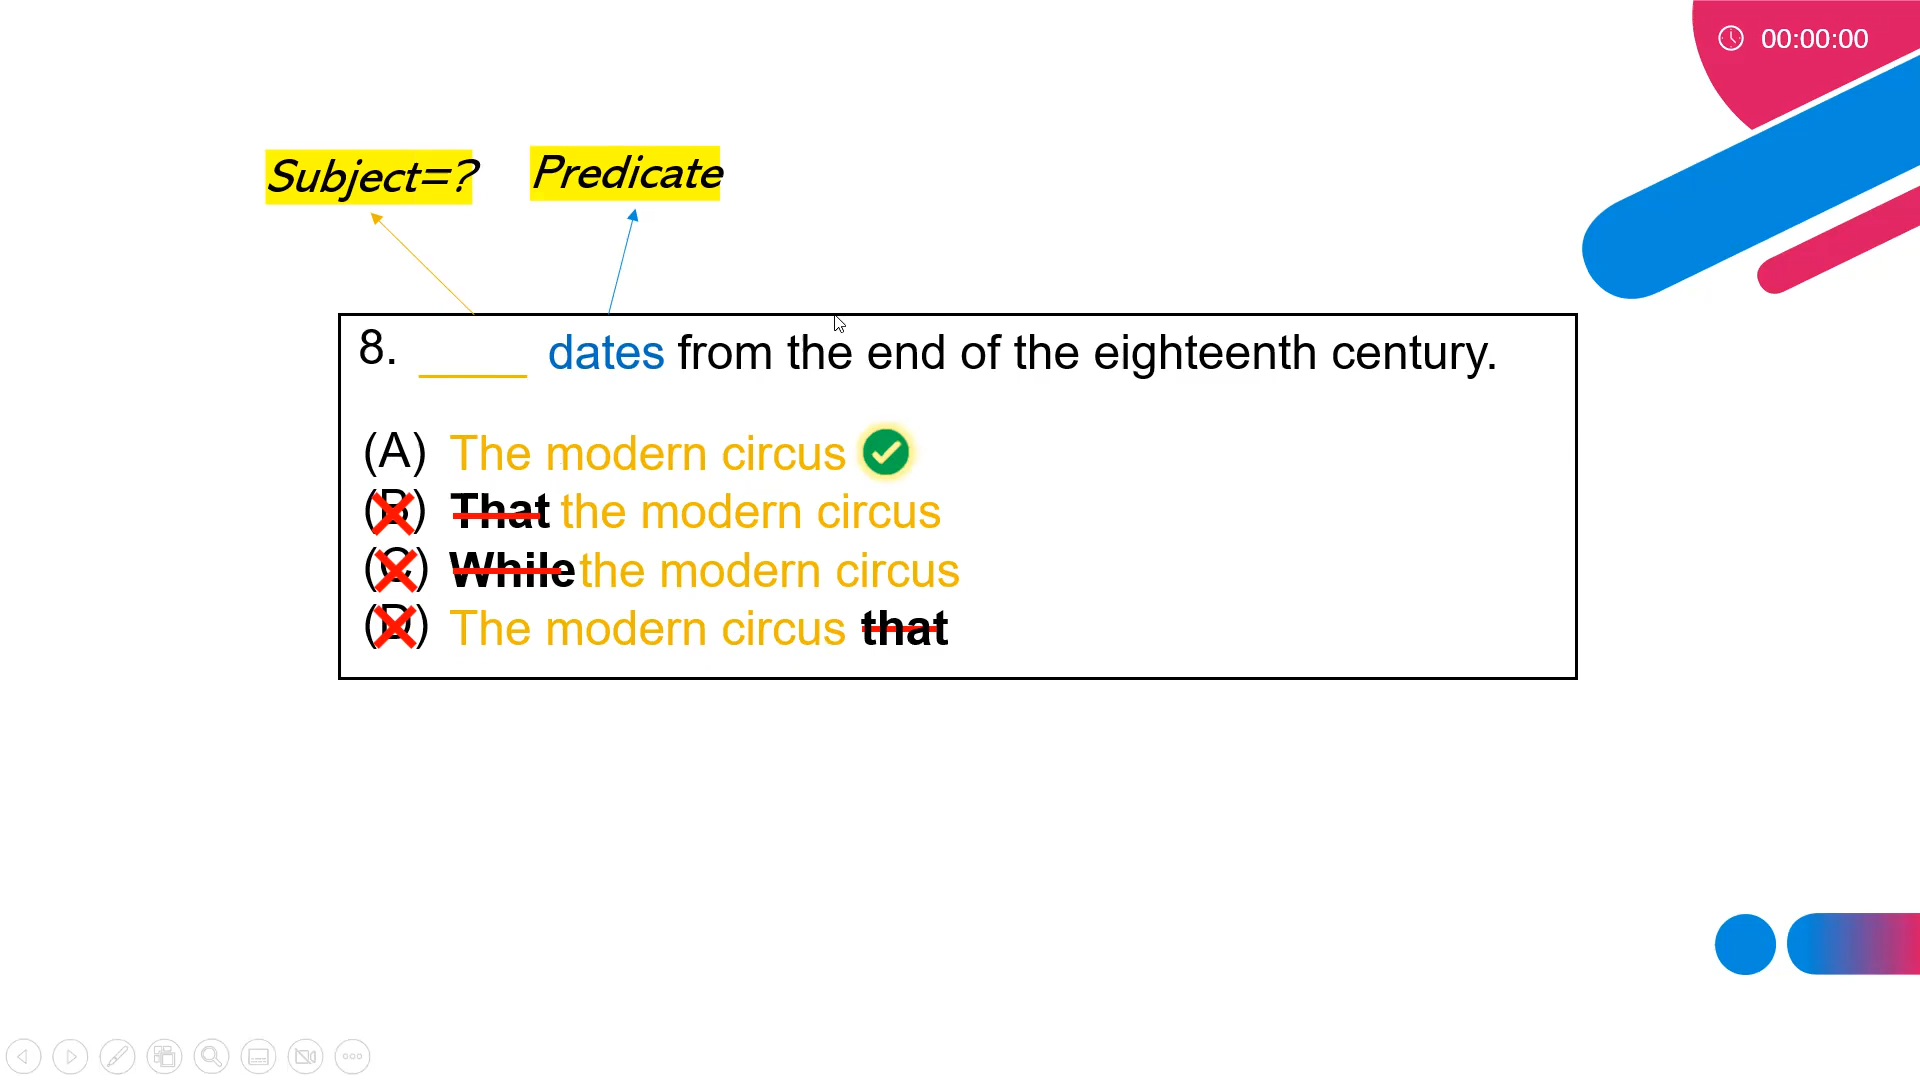 00:00:00
Subject=? Predicate
8. ____ dates from the end of the eighteenth century.
(A) The modern circus
(B) That the modern circus
(C) While the modern circus
(D) The modern circus that